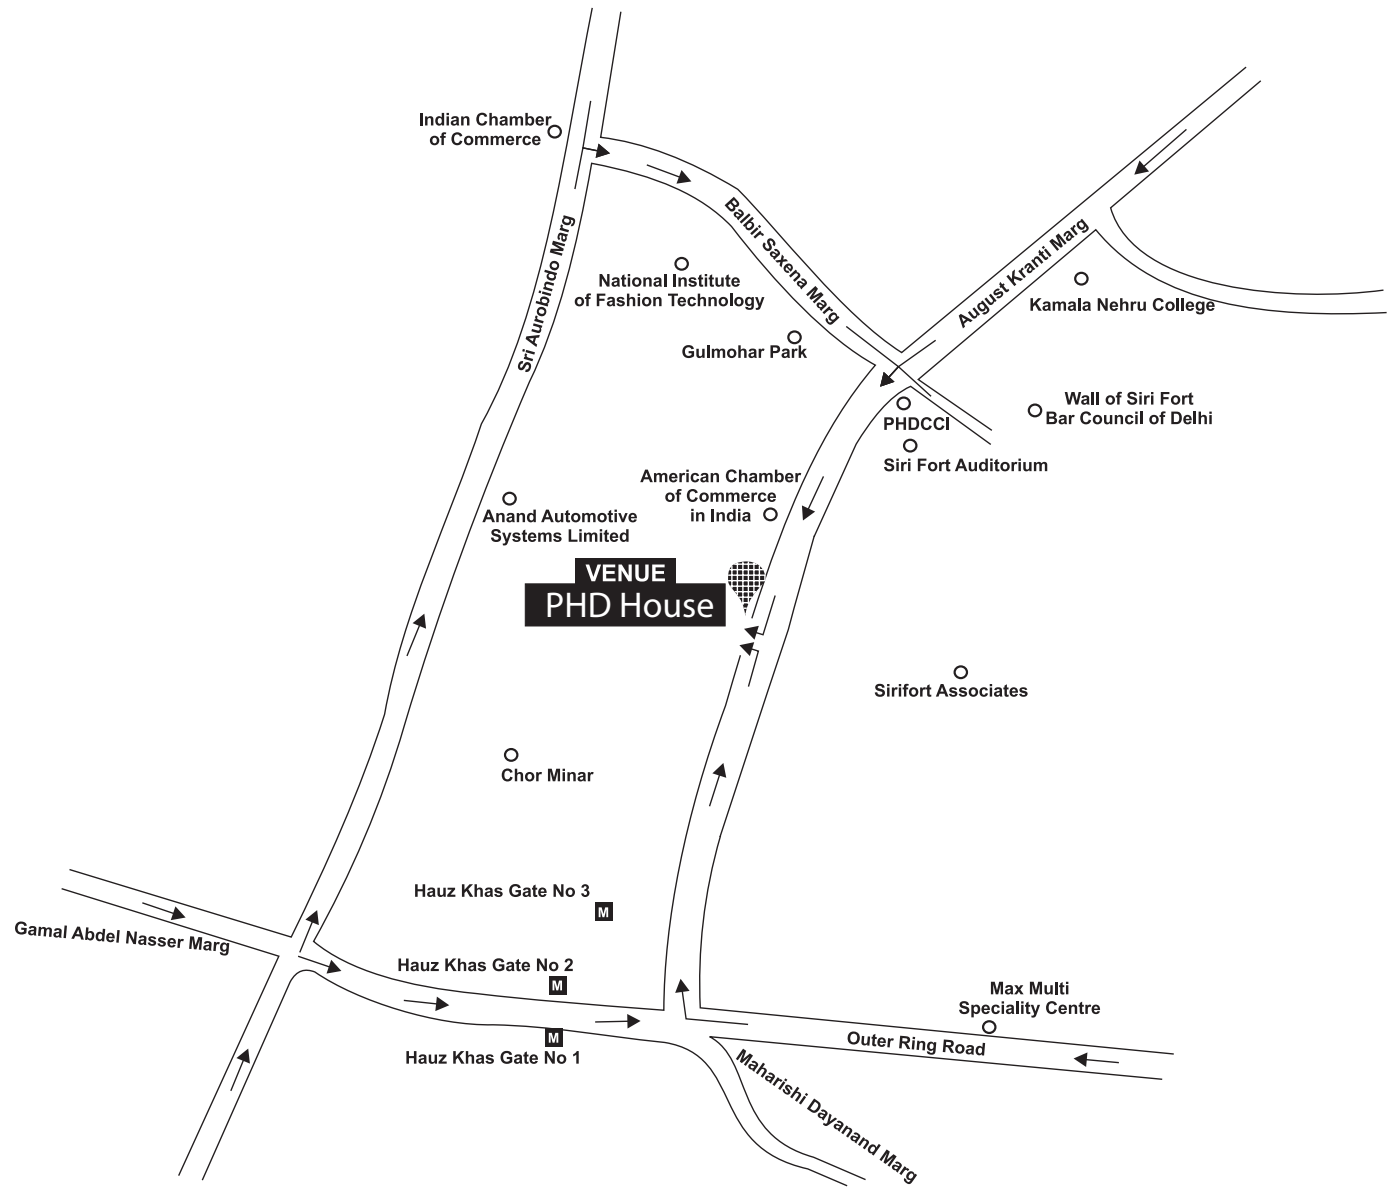 Indian Chamber
of Commerce
Sri Aurobindo Marg
Balbir Saxena Marg
August Kranti Marg
National Institute
of Fashion Technology
Kamala Nehru College
Gulmohar Park
Wall of Siri Fort
Bar Council of Delhi
PHDCCI
Siri Fort Auditorium
American Chamber
of Commerce
in India
Anand Automotive
Systems Limited
VENUE
PHD House
Sirifort Associates
Chor Minar
Hauz Khas Gate No 3
M
Gamal Abdel Nasser Marg
Hauz Khas Gate No 2
M
Max Multi
Speciality Centre
M
Hauz Khas Gate No 1
Outer Ring Road
Maharishi Dayanand Marg